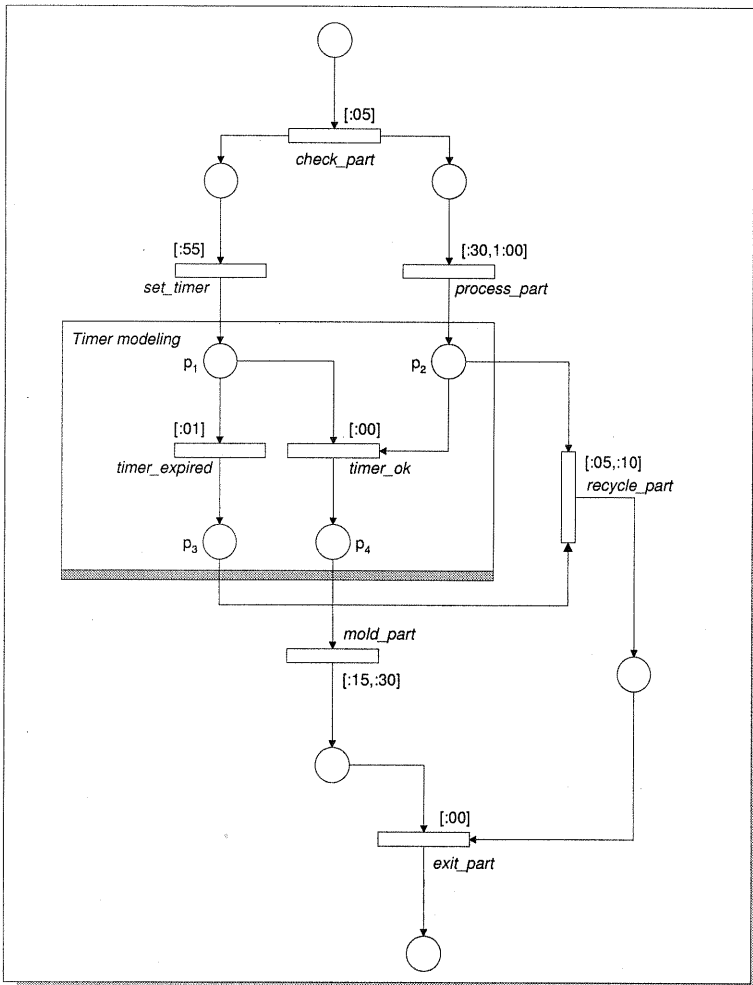 [:05]
check_part
[:55]
set_timer
[:30,1:00]
process_part
Timer modeling
p1
p2
[:01]
timer_expired
[:00]
timer_ok
[:05,:10]
recycle_part
p3
p4
mold_part
[:15,:30]
[:00]
exit_part